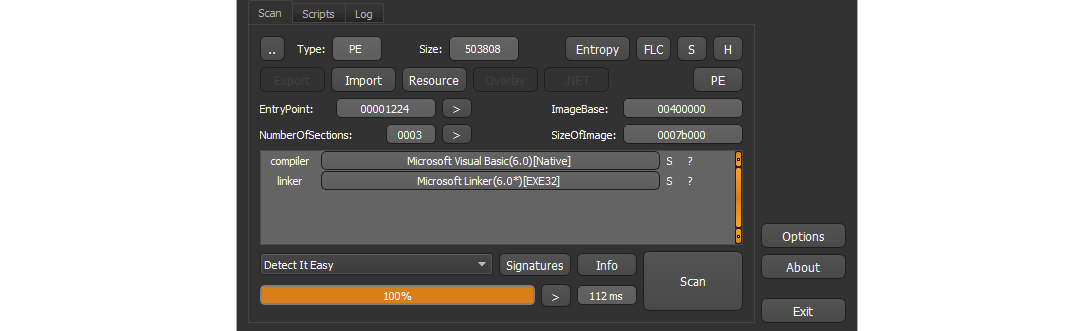 Scan Scripts Log
.. Type: PE Size: 503808 Entropy FLC S H
Export Import Resource Overlay .NET PE
EntryPoint: 00001224 > ImageBase: 00400000
NumberOfSections: 0003 > SizeOfImage: 0007b000
compiler Microsoft Visual Basic(6.0)[Native] S ?
linker Microsoft Linker(6.0*)[EXE32] S ?
Options
Detect It Easy Signatures Info Scan About
100% > 112 ms
Exit